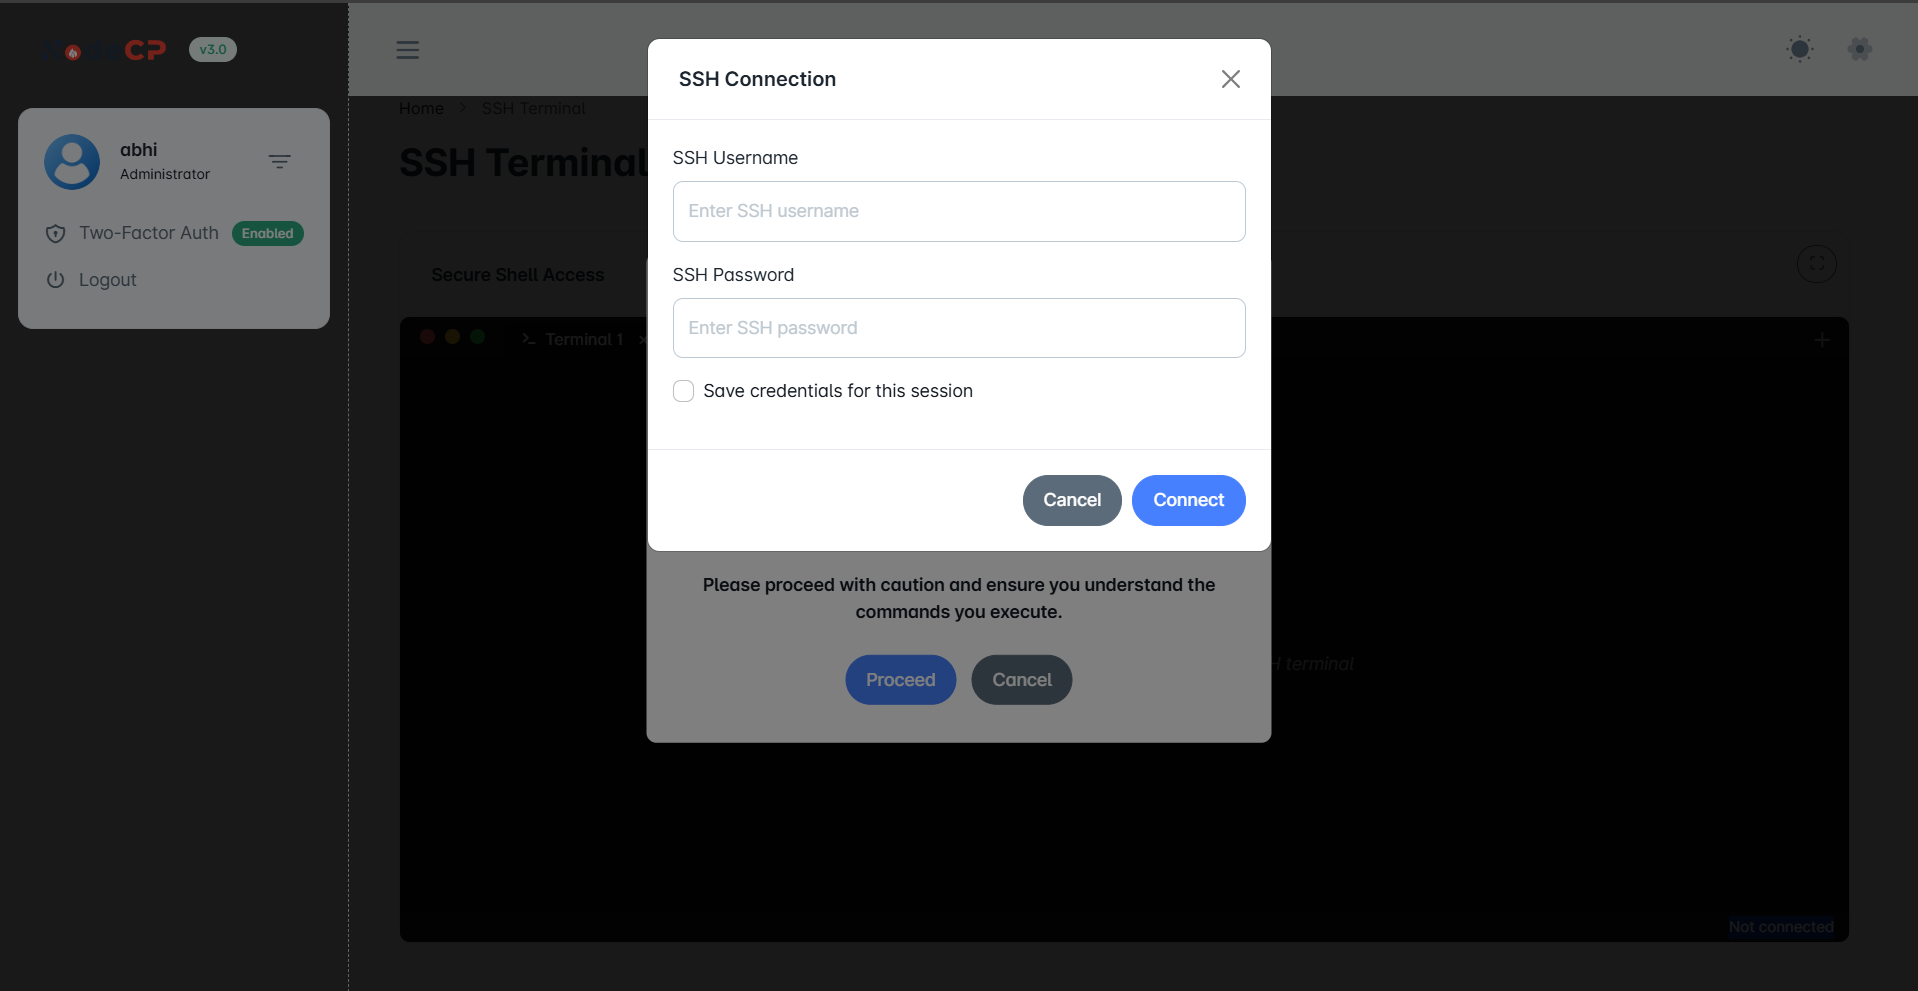 CP v3.0
abhi
Administrator
Two-Factor Auth Enabled
Logout
Home > SSH Terminal
SSH Terminal
Secure Shell Access
Terminal 1
SSH Connection
SSH Username
Enter SSH username
SSH Password
Enter SSH password
Save credentials for this session
Cancel Connect
Please proceed with caution and ensure you understand the
commands you execute.
Proceed Cancel
terminal
Not connected